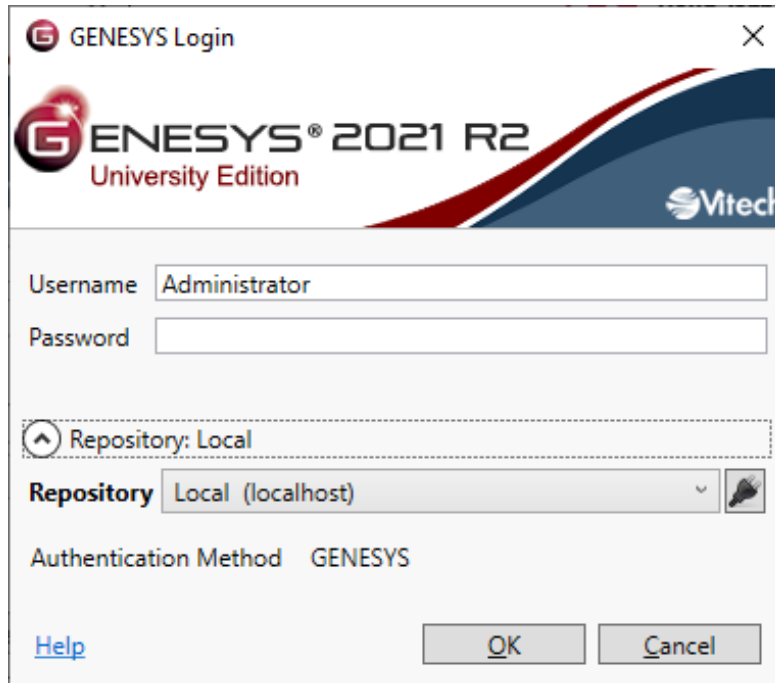 GENESYS Login
GENESYS® 2021 R2
University Edition
Vitech
Username Administrator
Password
Repository: Local
Repository Local (localhost)
Authentication Method GENESYS
Help OK Cancel